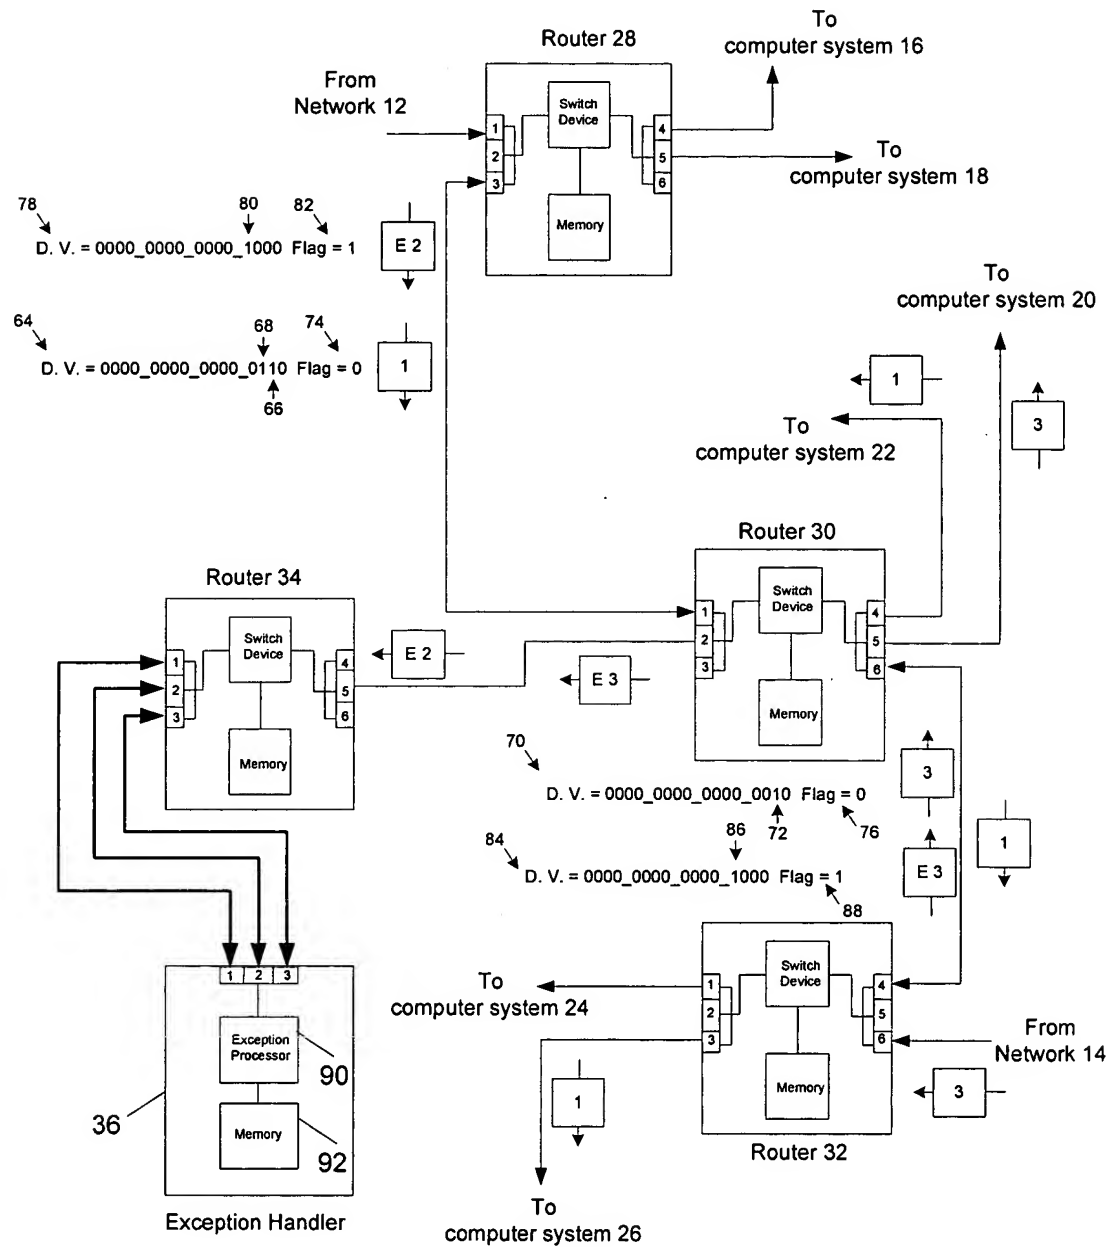 To
computer system 16
Router 28
From
Network 12
Switch
Device
1
2
3
4
5
6
Memory
To
computer system 18
78
80
82
D. V. = 0000_0000_0000_1000 Flag = 1
E 2
64
68
74
D. V. = 0000_0000_0000_0110 Flag = 0
66
1
To
computer system 20
1
3
To
computer system 22
Router 30
Switch
Device
1
2
3
4
5
6
Memory
Router 34
Switch
Device
1
2
3
4
5
6
Memory
E 2
E 3
70
D. V. = 0000_0000_0000_0010 Flag = 0
72
76
84
86
D. V. = 0000_0000_0000_1000 Flag = 1
88
3
E 3
1
Switch
Device
1
2
3
4
5
6
Memory
Router 32
To
computer system 24
From
Network 14
3
1
To
computer system 26
1
2
3
Exception
Processor
90
Memory
92
36
Exception Handler